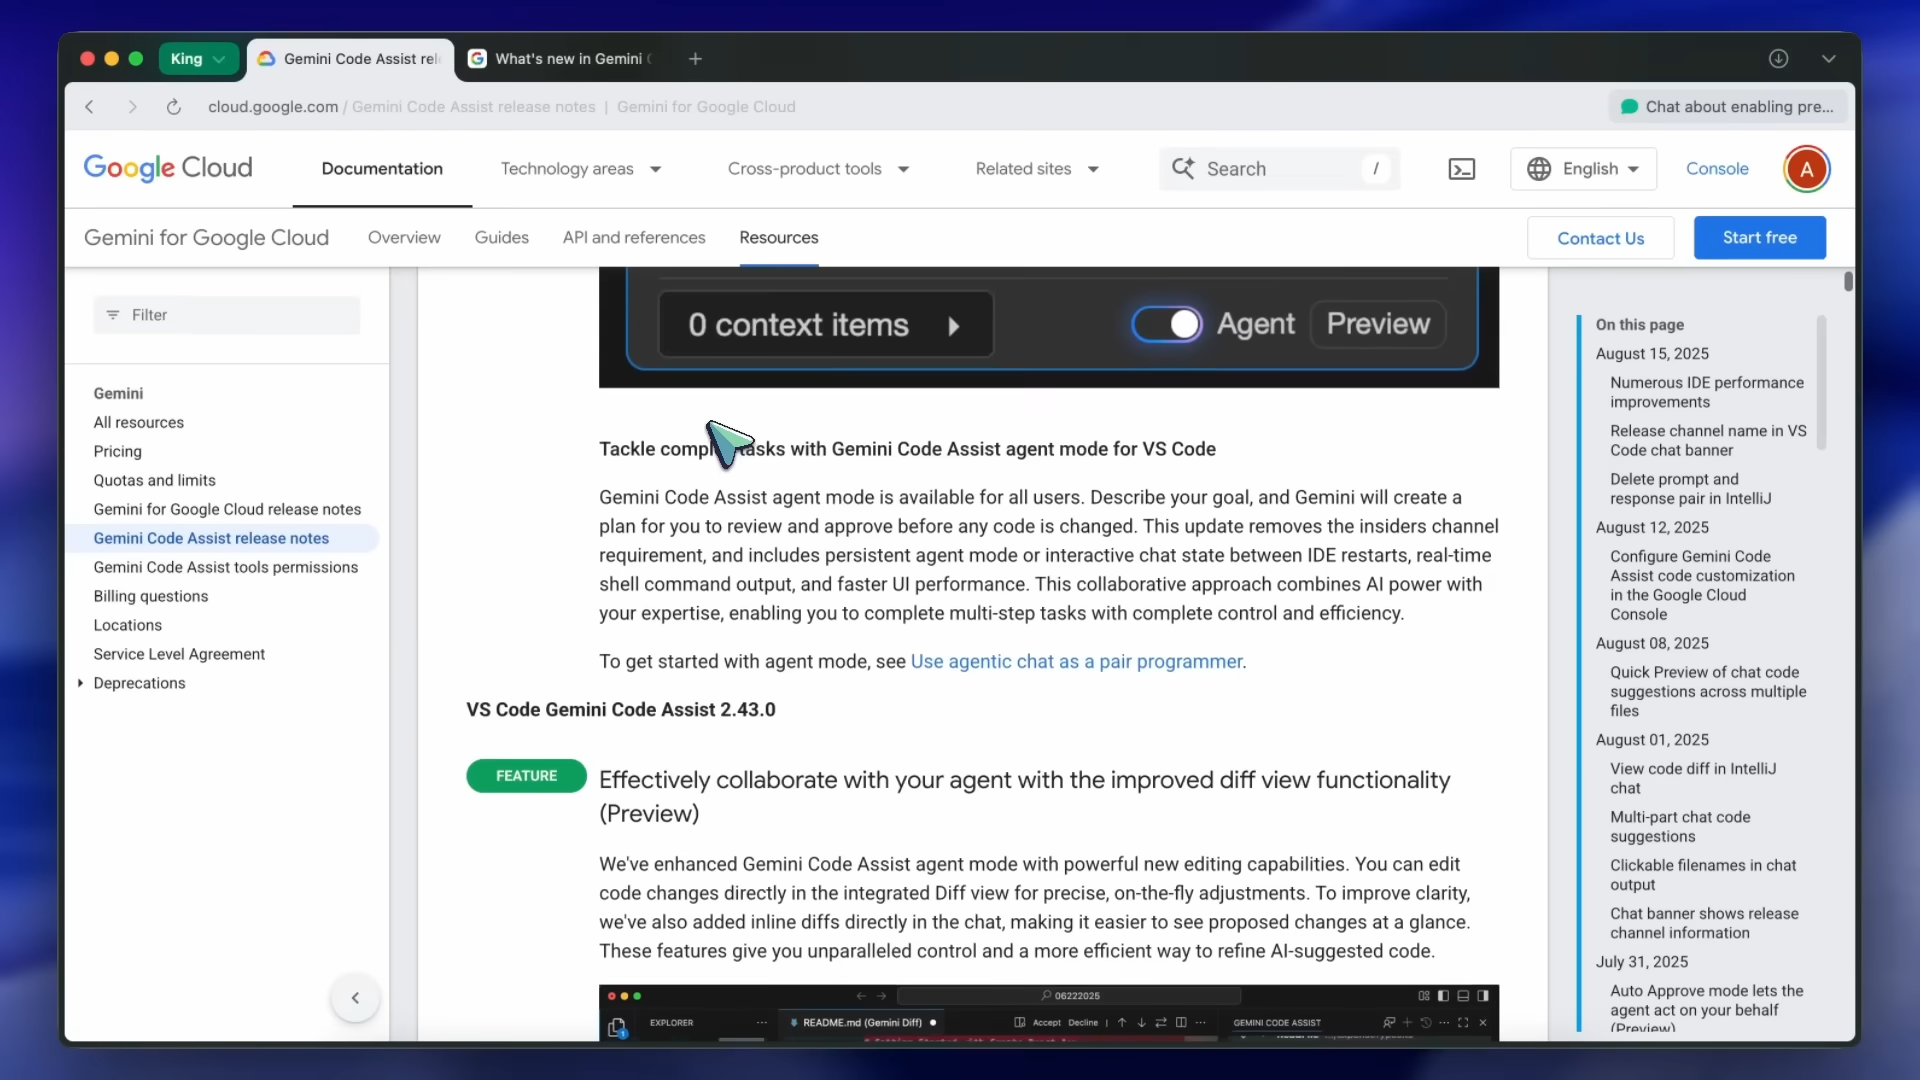 King
Gemini Code Assist rel
What's new in Gemini
cloud.google.com / Gemini Code Assist release notes | Gemini for Google Cloud
Chat about enabling pre...
Google Cloud
Documentation
Technology areas
Cross-product tools
Related sites
Search
/
English
Console
A
Gemini for Google Cloud
Overview
Guides
API and references
Resources
Contact Us
Start free
Filter
Gemini
All resources
Pricing
Quotas and limits
Gemini for Google Cloud release notes
Gemini Code Assist release notes
Gemini Code Assist tools permissions
Billing questions
Locations
Service Level Agreement
Deprecations
0 context items
Agent
Preview
Tackle complex tasks with Gemini Code Assist agent mode for VS Code
Gemini Code Assist agent mode is available for all users. Describe your goal, and Gemini will create a
plan for you to review and approve before any code is changed. This update removes the insiders channel
requirement, and includes persistent agent mode or interactive chat state between IDE restarts, real-time
shell command output, and faster UI performance. This collaborative approach combines AI power with
your expertise, enabling you to complete multi-step tasks with complete control and efficiency.
To get started with agent mode, see Use agentic chat as a pair programmer.
VS Code Gemini Code Assist 2.43.0
FEATURE
Effectively collaborate with your agent with the improved diff view functionality
(Preview)
We've enhanced Gemini Code Assist agent mode with powerful new editing capabilities. You can edit
code changes directly in the integrated Diff view for precise, on-the-fly adjustments. To improve clarity,
we've also added inline diffs directly in the chat, making it easier to see proposed changes at a glance.
These features give you unparalleled control and a more efficient way to refine AI-suggested code.
06222025
EXPLORER
README.md (Gemini Diff)
Accept Decline
GEMINI CODE ASSIST
On this page
August 15, 2025
Numerous IDE performance
improvements
Release channel name in VS
Code chat banner
Delete prompt and
response pair in IntelliJ
August 12, 2025
Configure Gemini Code
Assist code customization
in the Google Cloud
Console
August 08, 2025
Quick Preview of chat code
suggestions across multiple
files
August 01, 2025
View code diff in IntelliJ
chat
Multi-part chat code
suggestions
Clickable filenames in chat
output
Chat banner shows release
channel information
July 31, 2025
Auto Approve mode lets the
agent act on your behalf
(Preview)